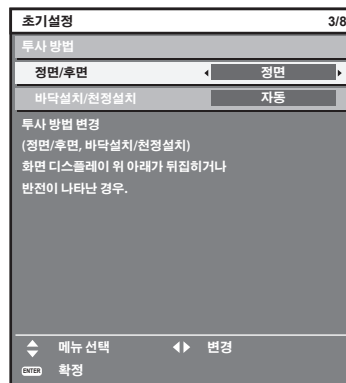 초기설정 3/8
투사 방법
정면/후면 정면
바닥설치/천정설치 자동
투사 방법 변경
(정면/후면, 바닥설치/천정설치)
화면 디스플레이 위 아래가 뒤집히거나
반전이 나타난 경우.
메뉴 선택 변경
ENTER 확정